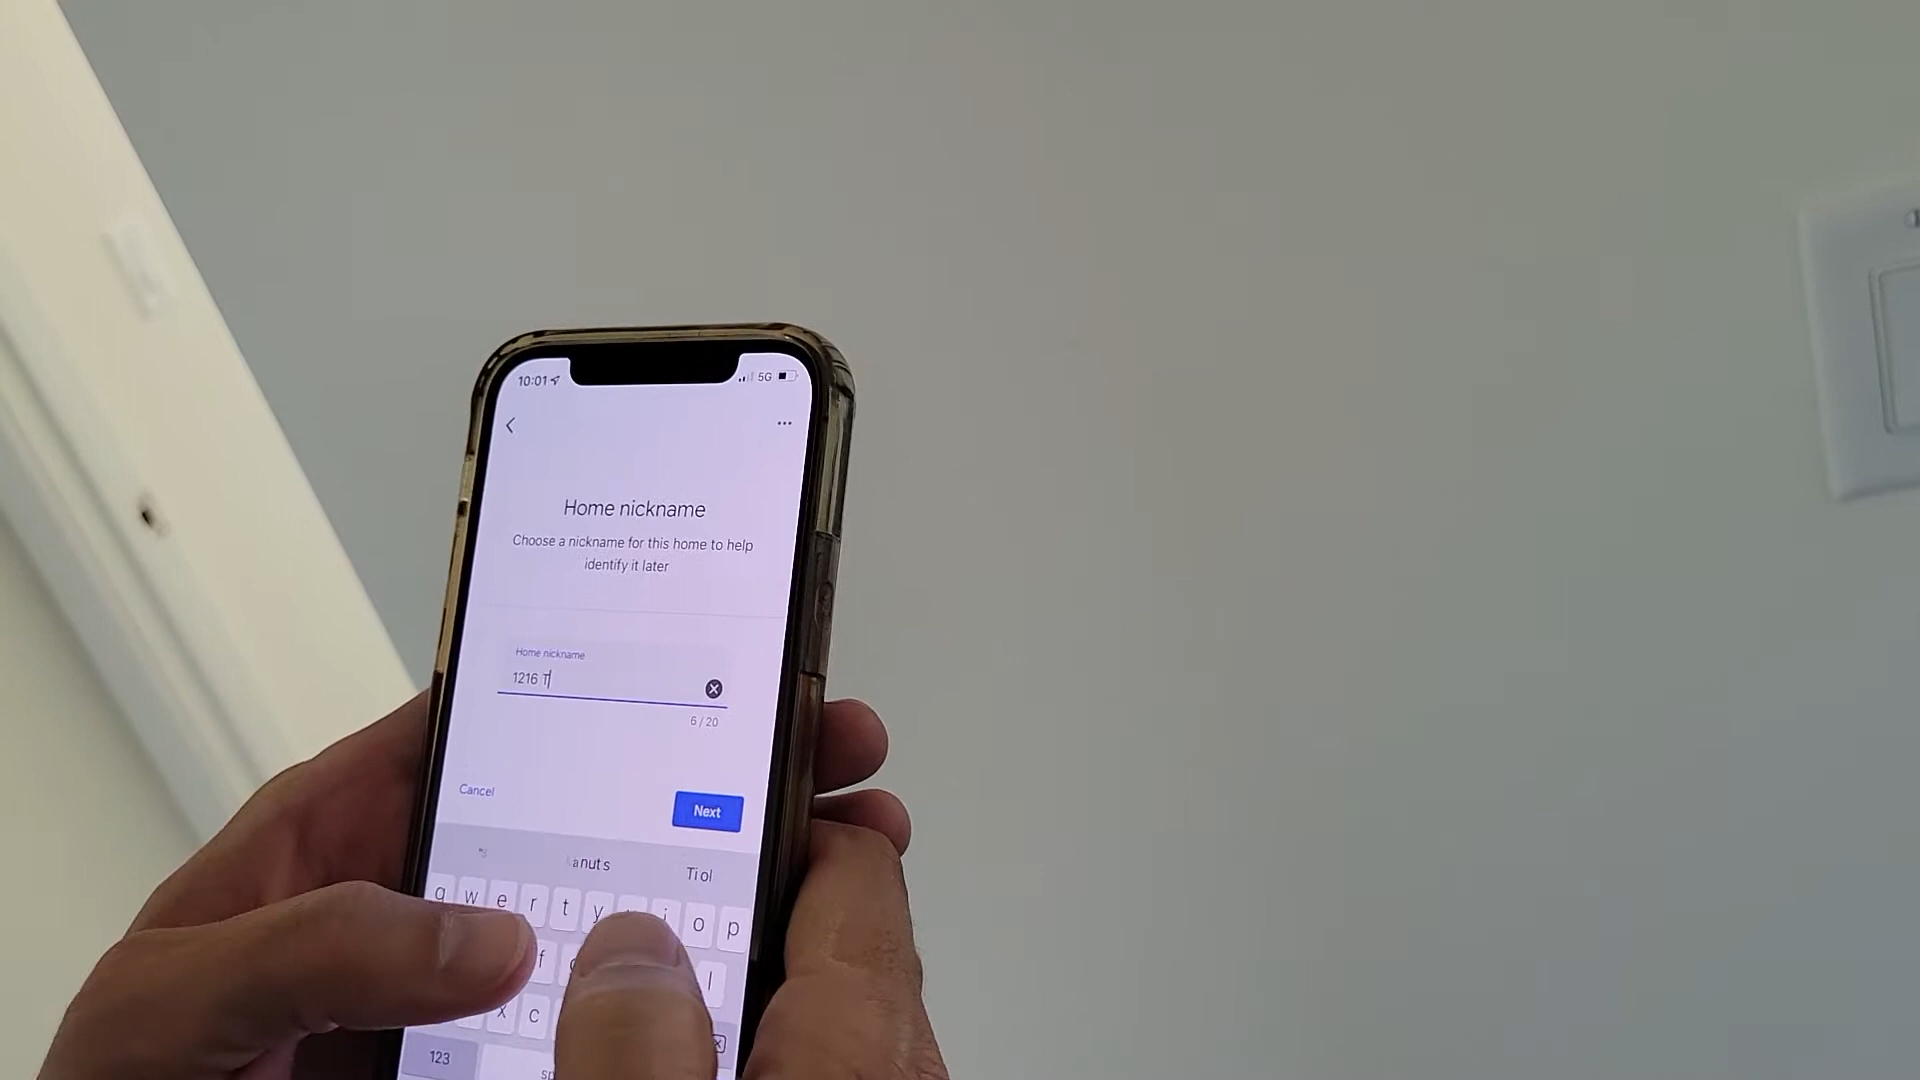 10:01
5G
Home nickname
Choose a nickname for this home to help
identify it later
Home nickname
1216 T
6 / 20
Cancel
Next
Tiol
q w e r t y i o p
f l
x c
123